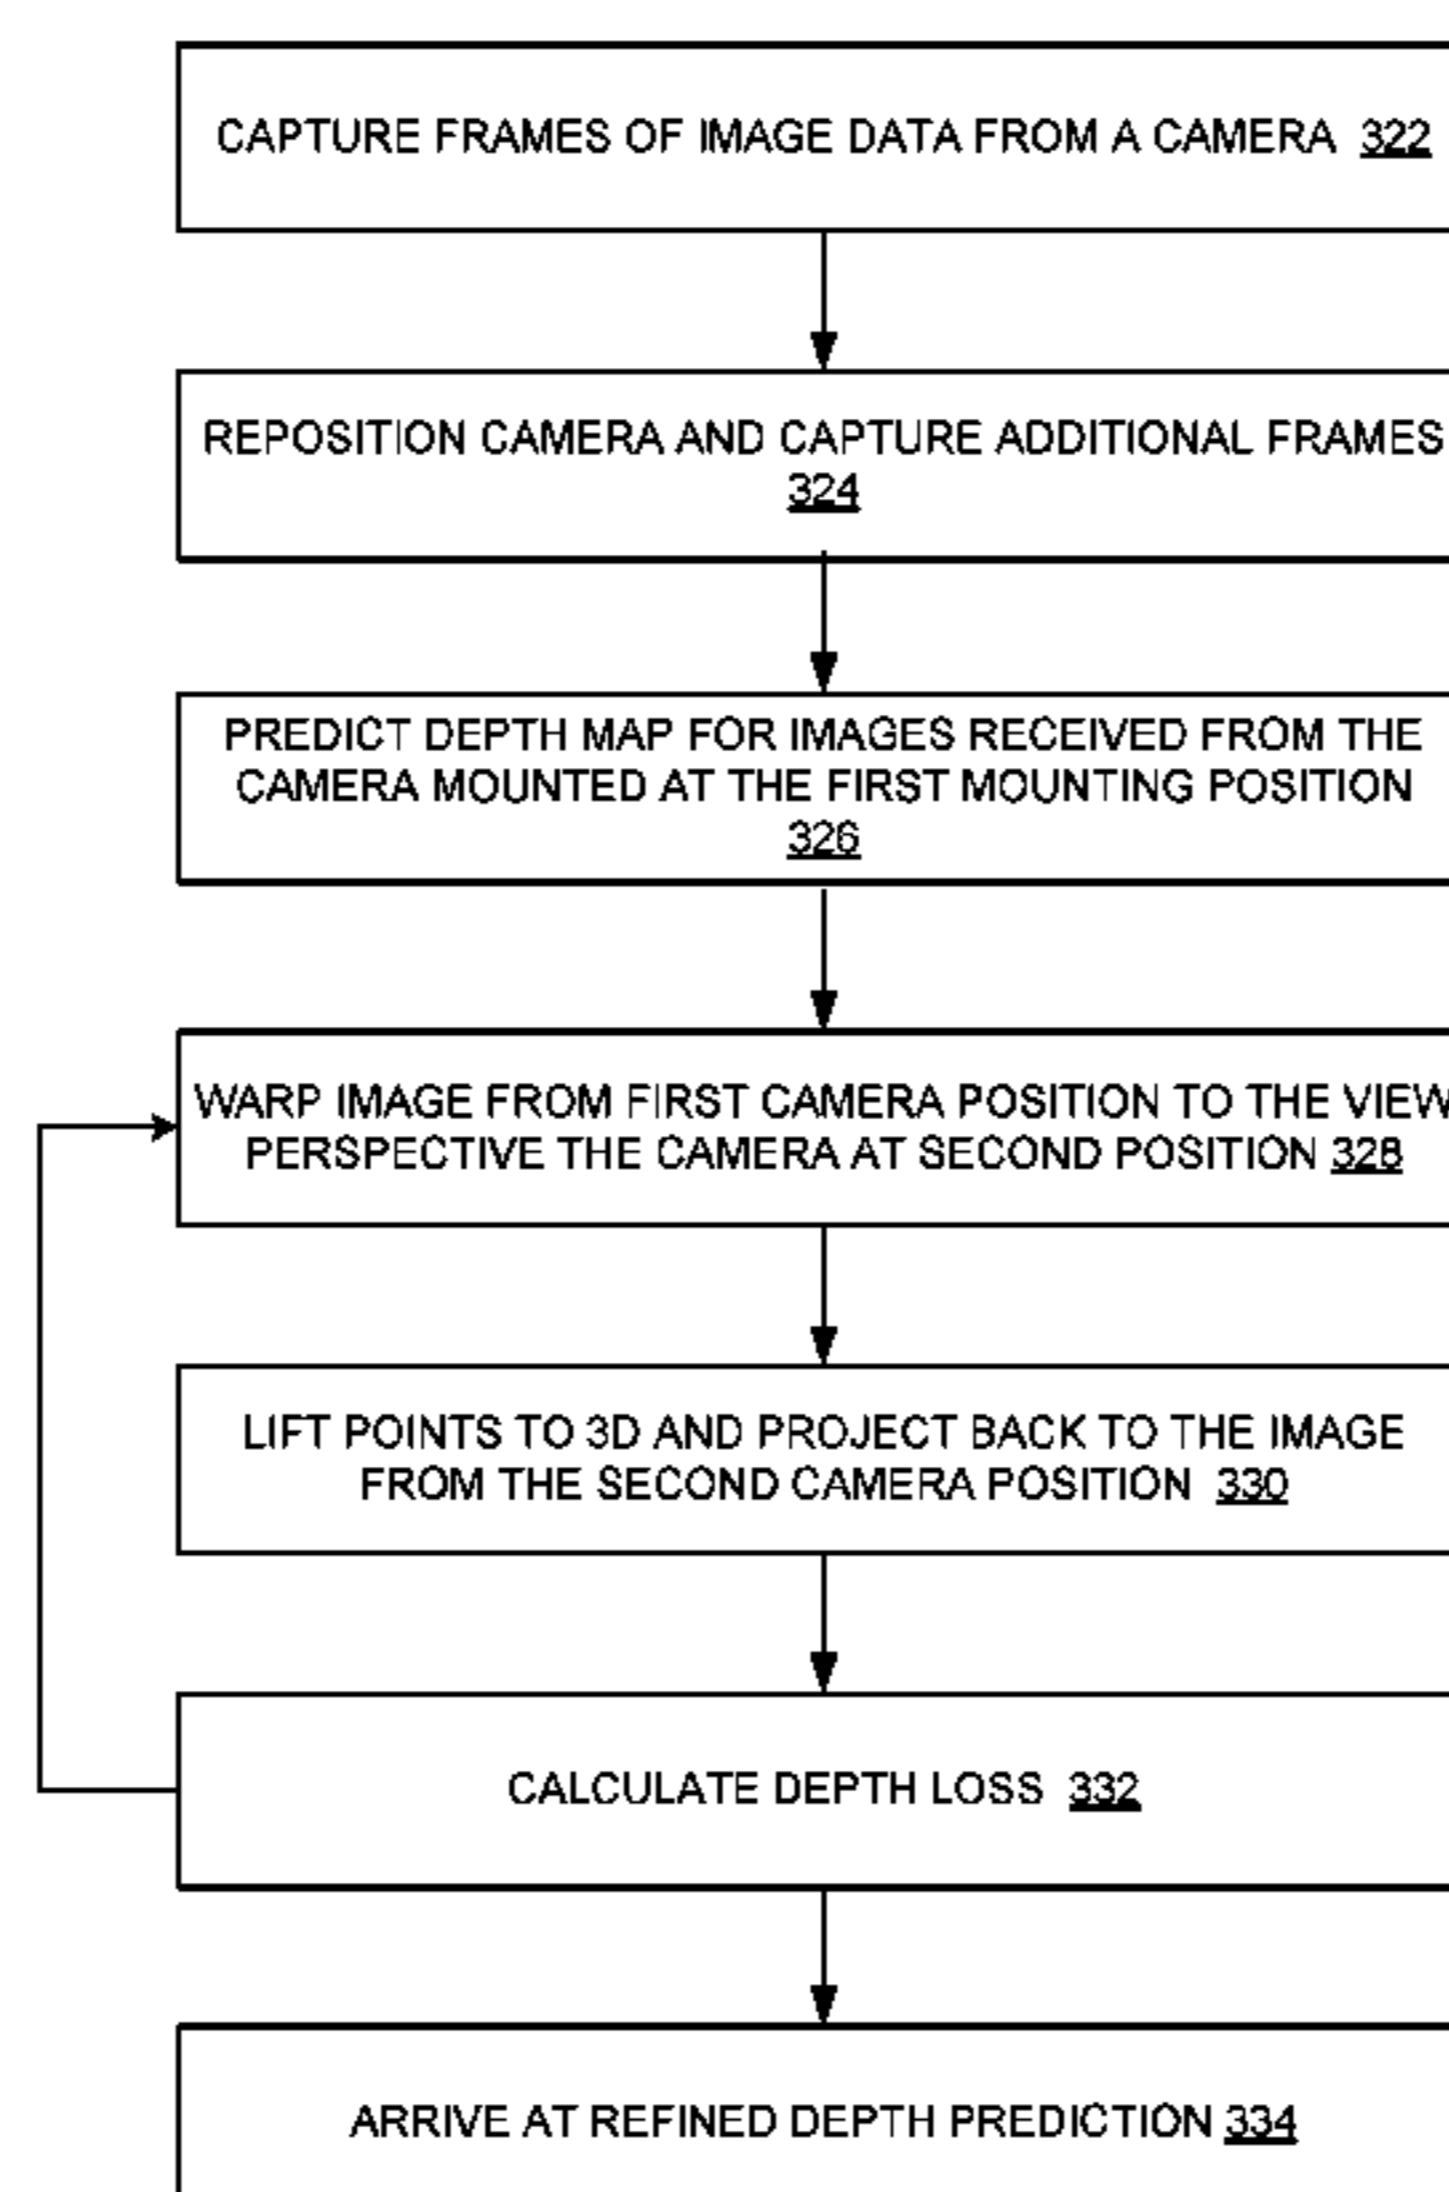 CAPTURE FRAMES OF IMAGE DATA FROM A CAMERA 322
REPOSITION CAMERA AND CAPTURE ADDITIONAL FRAMES
324
PREDICT DEPTH MAP FOR IMAGES RECEIVED FROM THE
CAMERA MOUNTED AT THE FIRST MOUNTING POSITION
326
WARP IMAGE FROM FIRST CAMERA POSITION TO THE VIEW
PERSPECTIVE THE CAMERA AT SECOND POSITION 328
LIFT POINTS TO 3D AND PROJECT BACK TO THE IMAGE
FROM THE SECOND CAMERA POSITION 330
CALCULATE DEPTH LOSS 332
ARRIVE AT REFINED DEPTH PREDICTION 334